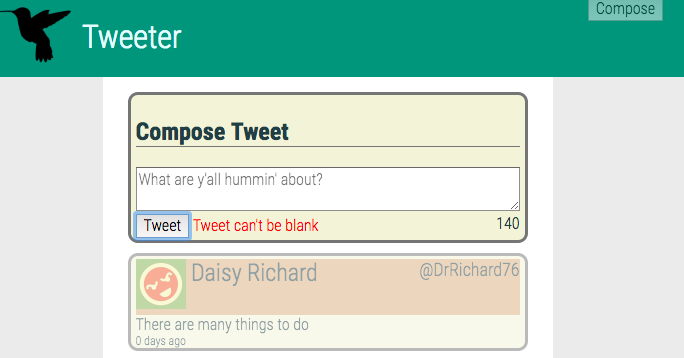 Compose
Tweeter
Compose Tweet
What are y'all hummin' about?
Tweet Tweet can't be blank 140
Daisy Richard @DrRichard76
There are many things to do
0 days ago